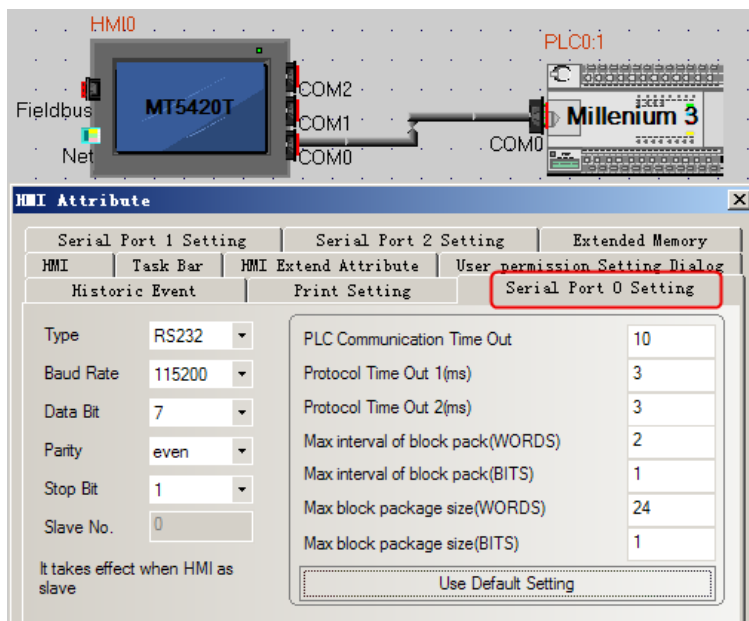 HMI0
PLC0:1
COM2
Fieldbus
MT5420T
COM1
Millenium 3
Net
COM0
COM0
HMI Attribute
Serial Port 1 Setting Serial Port 2 Setting Extended Memory
HMI Task Bar HMI Extend Attribute User permission Setting Dialog
Historic Event Print Setting Serial Port 0 Setting
Type RS232 PLC Communication Time Out 10
Baud Rate 115200 Protocol Time Out 1(ms) 3
Data Bit 7 Protocol Time Out 2(ms) 3
Parity even Max interval of block pack(WORDS) 2
Stop Bit 1 Max interval of block pack(BITS) 1
Slave No. 0 Max block package size(WORDS) 24
Max block package size(BITS) 1
It takes effect when HMI as
slave
Use Default Setting